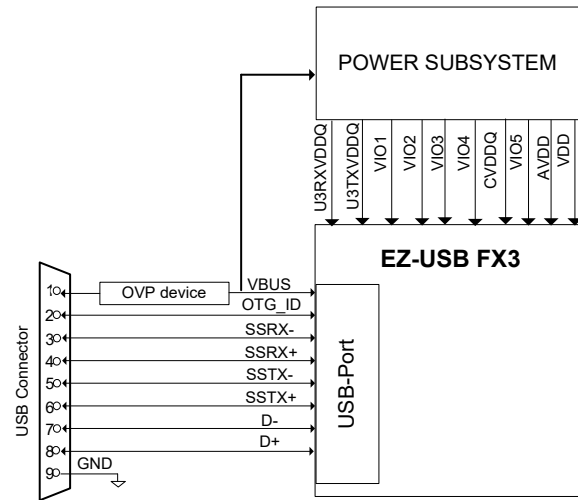 POWER SUBSYSTEM
U3RXVDDQ
U3TXVDDQ
VIO1
VIO2
VIO3
VIO4
CVDDQ
VIO5
AVDD
VDD
EZ-USB FX3
USB Connector
1
OVP device
VBUS
2
OTG_ID
3
SSRX-
4
SSRX+
5
SSTX-
6
SSTX+
7
D-
8
D+
9
GND
USB-Port